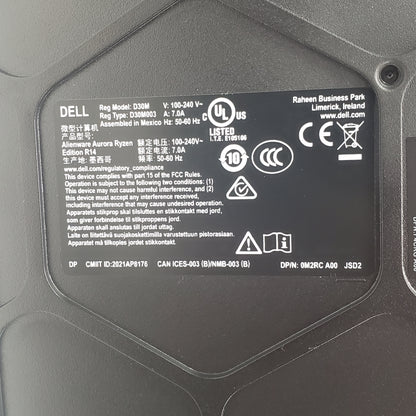 DELL
Reg Model: D30M V: 100-240 V~
Reg Type: D30M003 A: 7.0A
Assembled in Mexico Hz: 50-60 Hz
微型计算机
产品型号:
Alienware Aurora Ryzen 额定电压: 100-240V~
Edition R14 额定电流: 7.0A
生产地: 墨西哥 频率: 50-60 Hz
www.dell.com/regulatory_compliance
This device complies with part 15 of the FCC Rules.
Operation is subject to the following two conditions: (1)
This device may not cause harmful interference, and (2)
this device must accept any interference received,
including interference that may cause undesired operation.
Apparatets stikprop skal tilsluttes en stikkontakt med jord,
som giver forbindelse til stikproppens jord.
Apparaten skall anslutas till jordat uttag.
Laite on liitettävä suojakoskettimilla varustettuun pistorasiaan.
Apparatet må tilkoples jordet stikkontakt.
DP CMIIT ID:2021AP8176 CAN ICES-003 (B)/NMB-003 (B) DP/N: 0M2RC A00 JSD2
C UL US
LISTED
I.T.E. E105106
10
CCC
Raheen Business Park
Limerick, Ireland
www.dell.com
CE